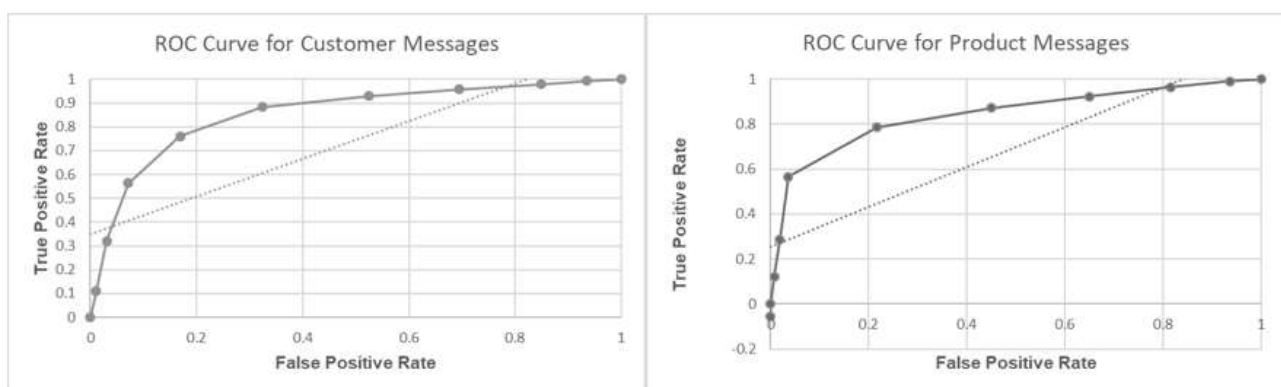 ROC Curve for Customer Messages
True Positive Rate
1
0.9
0.8
0.7
0.6
0.5
0.4
0.3
0.2
0.1
0
0 0.2 0.4 0.6 0.8 1
False Positive Rate
ROC Curve for Product Messages
True Positive Rate
1
0.8
0.6
0.4
0.2
0
-0.2
0 0.2 0.4 0.6 0.8 1
False Positive Rate